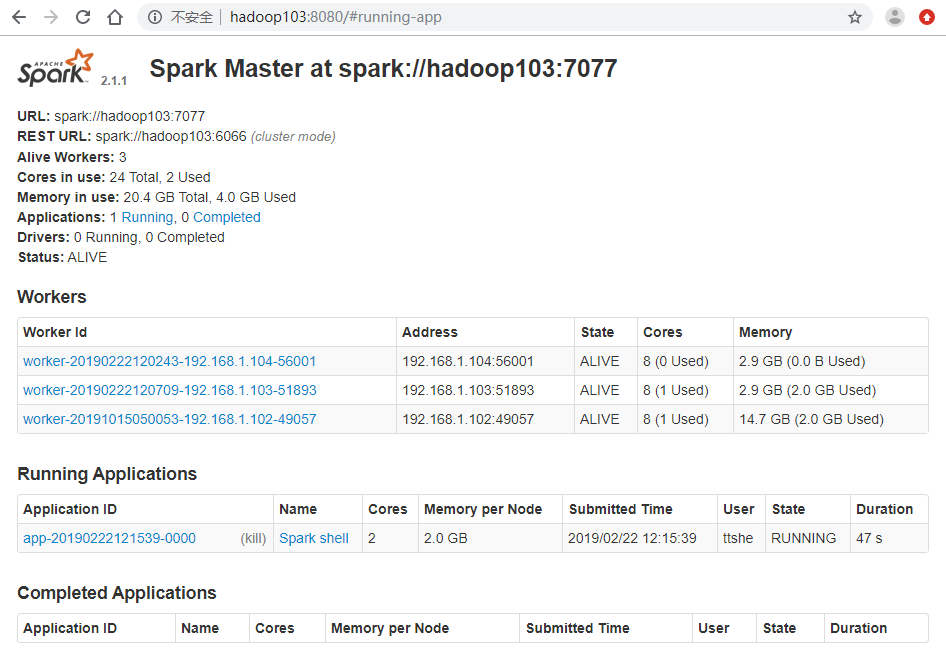 不安全 hadoop103:8080/#running-app
APACHE
Spark 2.1.1 Spark Master at spark://hadoop103:7077
URL: spark://hadoop103:7077
REST URL: spark://hadoop103:6066 (cluster mode)
Alive Workers: 3
Cores in use: 24 Total, 2 Used
Memory in use: 20.4 GB Total, 4.0 GB Used
Applications: 1 Running, 0 Completed
Drivers: 0 Running, 0 Completed
Status: ALIVE
Workers
Worker Id Address State Cores Memory
worker-20190222120243-192.168.1.104-56001 192.168.1.104:56001 ALIVE 8 (0 Used) 2.9 GB (0.0 B Used)
worker-20190222120709-192.168.1.103-51893 192.168.1.103:51893 ALIVE 8 (1 Used) 2.9 GB (2.0 GB Used)
worker-20191015050053-192.168.1.102-49057 192.168.1.102:49057 ALIVE 8 (1 Used) 14.7 GB (2.0 GB Used)
Running Applications
Application ID Name Cores Memory per Node Submitted Time User State Duration
app-20190222121539-0000 (kill) Spark shell 2 2.0 GB 2019/02/22 12:15:39 ttshe RUNNING 47 s
Completed Applications
Application ID Name Cores Memory per Node Submitted Time User State Duration